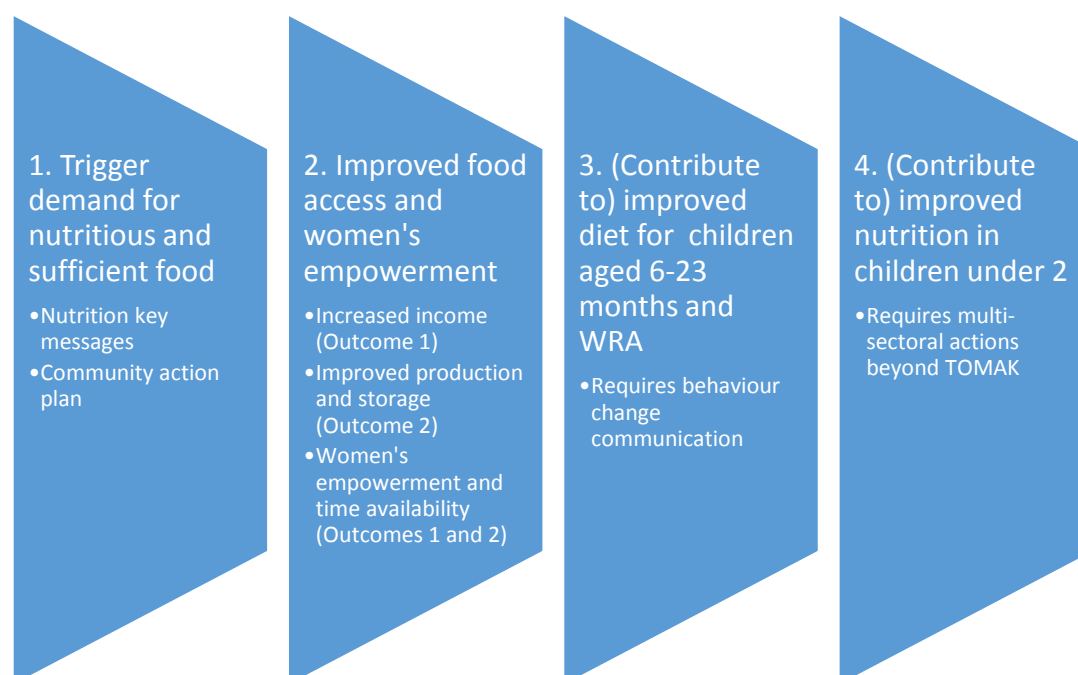 1. Trigger
demand for
nutritious and
sufficient food
•Nutrition key
messages
•Community action
plan
2. Improved food
access and
women's
empowerment
•Increased income
(Outcome 1)
•Improved production
and storage
(Outcome 2)
•Women's
empowerment and
time availability
(Outcomes 1 and 2)
3. (Contribute
to) improved
diet for children
aged 6-23
months and
WRA
•Requires behaviour
change
communication
4. (Contribute
to) improved
nutrition in
children under 2
•Requires multi-
sectoral actions
beyond TOMAK